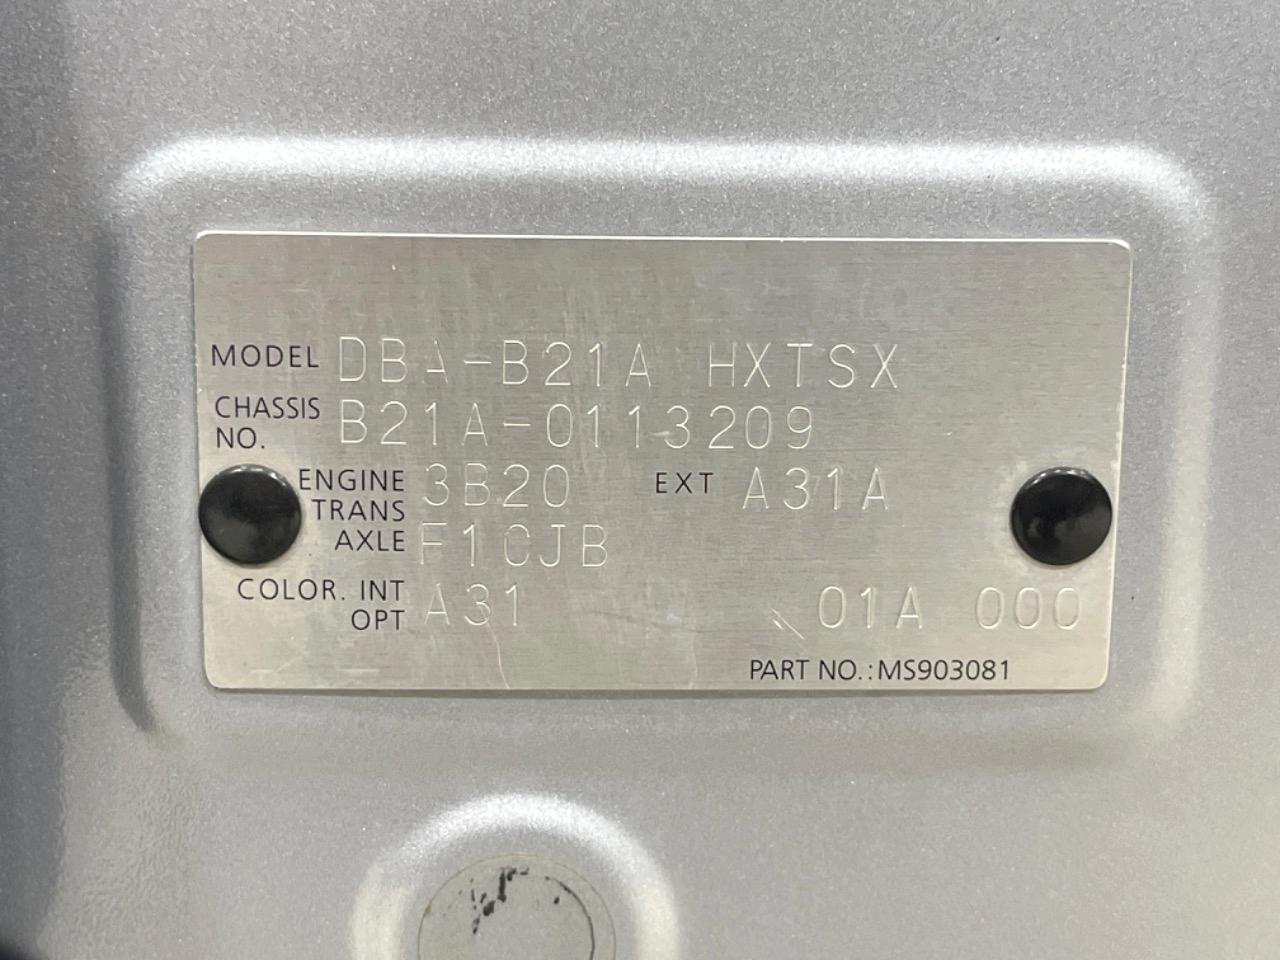 MODEL DBA-B21A HXTSX
CHASSIS NO. B21A-0113209
ENGINE 3B20 EXT A31A
TRANS AXLE F1CJB
COLOR. INT OPT A31 01A 000
PART NO.: MS903081